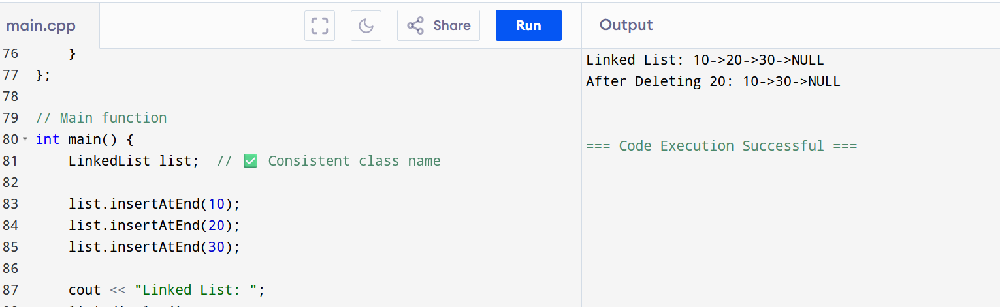 main.cpp
Share
Run
Output
76 }
77 };
78
79 // Main function
80 int main() {
81 LinkedList list; // ✅ Consistent class name
82
83 list.insertAtEnd(10);
84 list.insertAtEnd(20);
85 list.insertAtEnd(30);
86
87 cout << "Linked List: ";
Linked List: 10->20->30->NULL
After Deleting 20: 10->30->NULL
=== Code Execution Successful ===